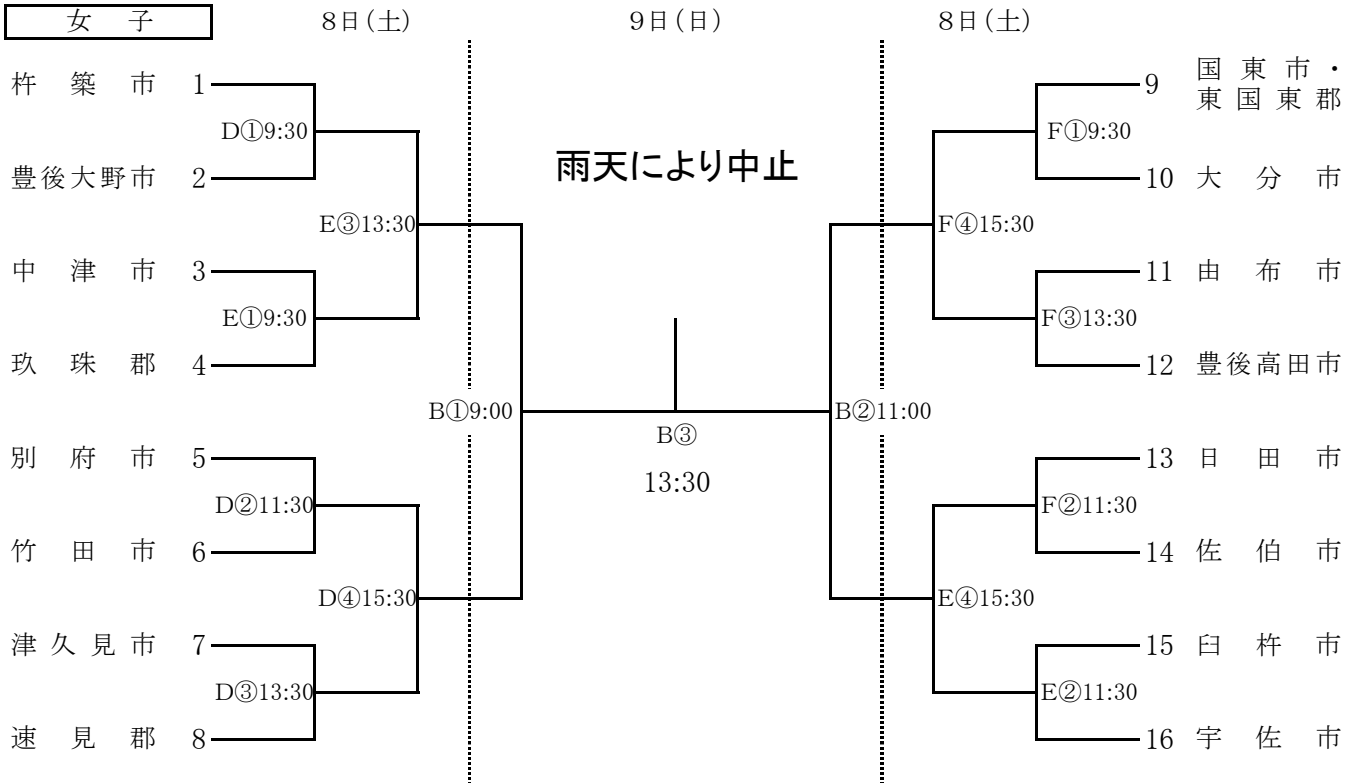 女子 8日(土) 9日(日) 8日(土)
雨天により中止
杵築市 1
D①9:30
豊後大野市 2
E③13:30
中津市 3
E①9:30
玖珠郡 4
B①9:00
別府市 5
D②11:30
竹田市 6
D④15:30
津久見市 7
D③13:30
速見郡 8
B③
13:30
9 国東市・
東国東郡
F①9:30
10 大分市
F④15:30
11 由布市
F③13:30
12 豊後高田市
B②11:00
13 日田市
F②11:30
14 佐伯市
E④15:30
15 臼杵市
E②11:30
16 宇佐市